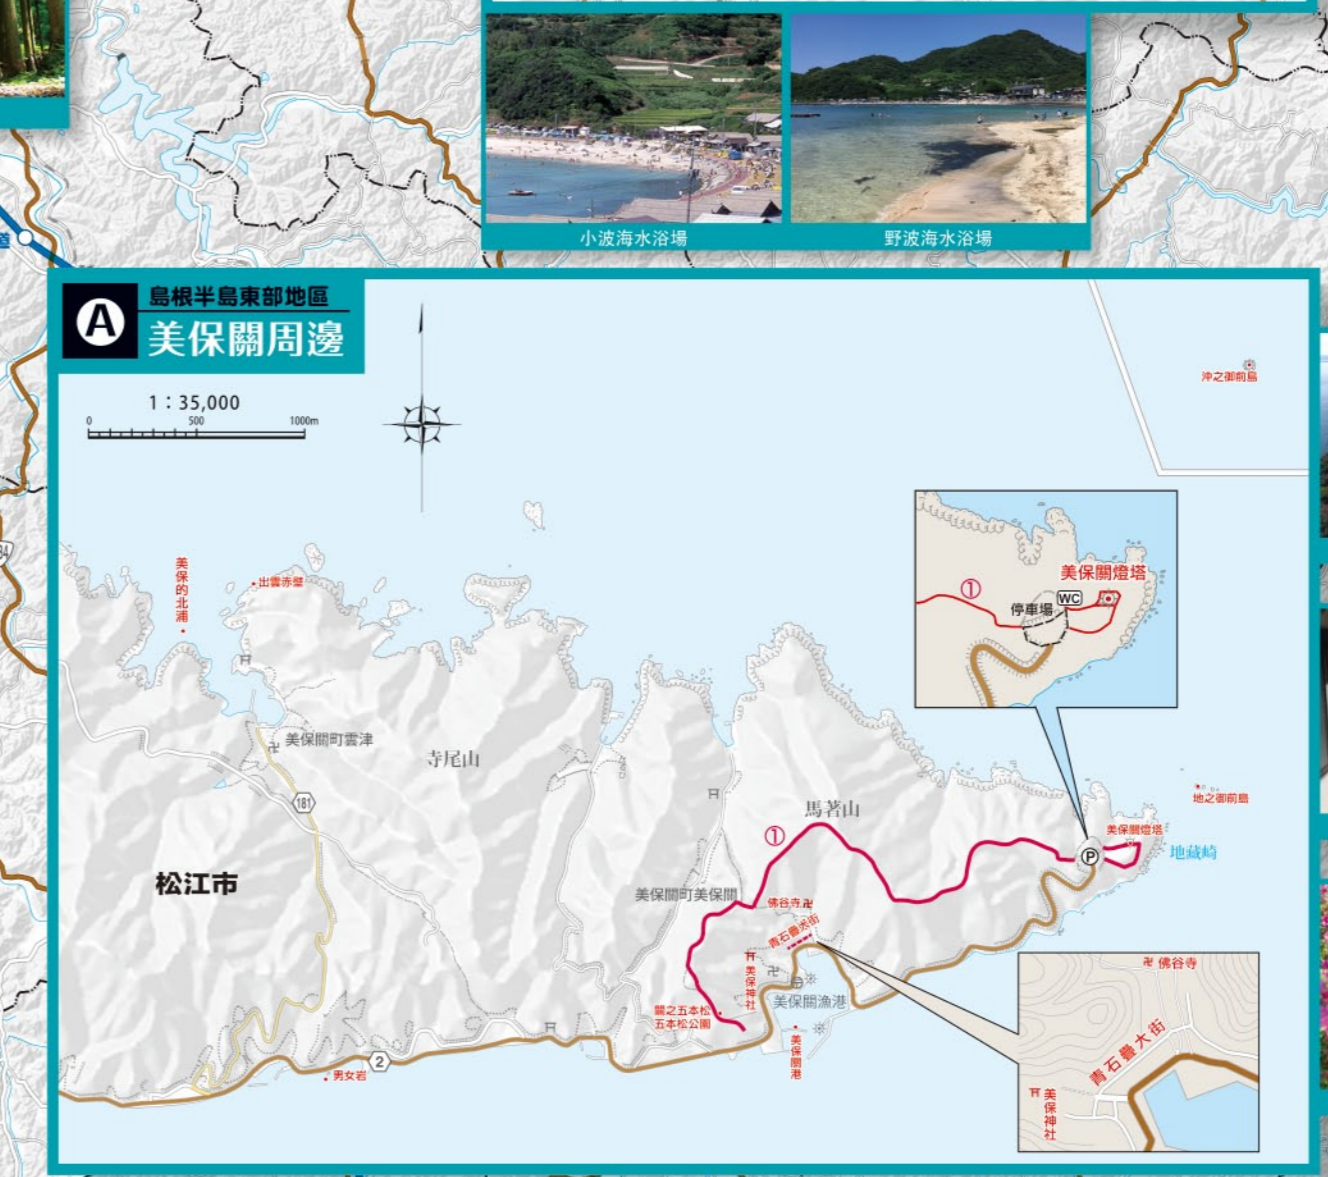 小波海水浴場
野波海水浴場
道
A
島根半島東部地區
美保關周邊
1：35,000
0 500 1000m
沖之御前島
美保關燈塔
①
WC
停車場
美保的北浦
出雲赤壁
美保關町雲津
寺尾山
181
馬著山
①
地之御前島
美保關燈塔
P
地藏崎
松江市
美保關町美保關
佛谷寺
青石疊大街
美保神社
美保關漁港
關之五本松
五本松公園
美保關港
2
男女岩
佛谷寺
青石疊大街
美保神社